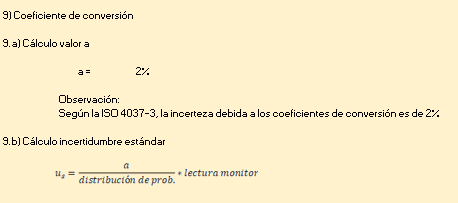 9) Coeficiente de conversión
9.a) Cálculo valor a
a = 2%
Observación:
Según la ISO 4037-3, la incerteza debida a los coeficientes de conversión es de 2%
9.b) Cálculo incertidumbre estándar
u_s = a / distribución de prob. * lectura monitor